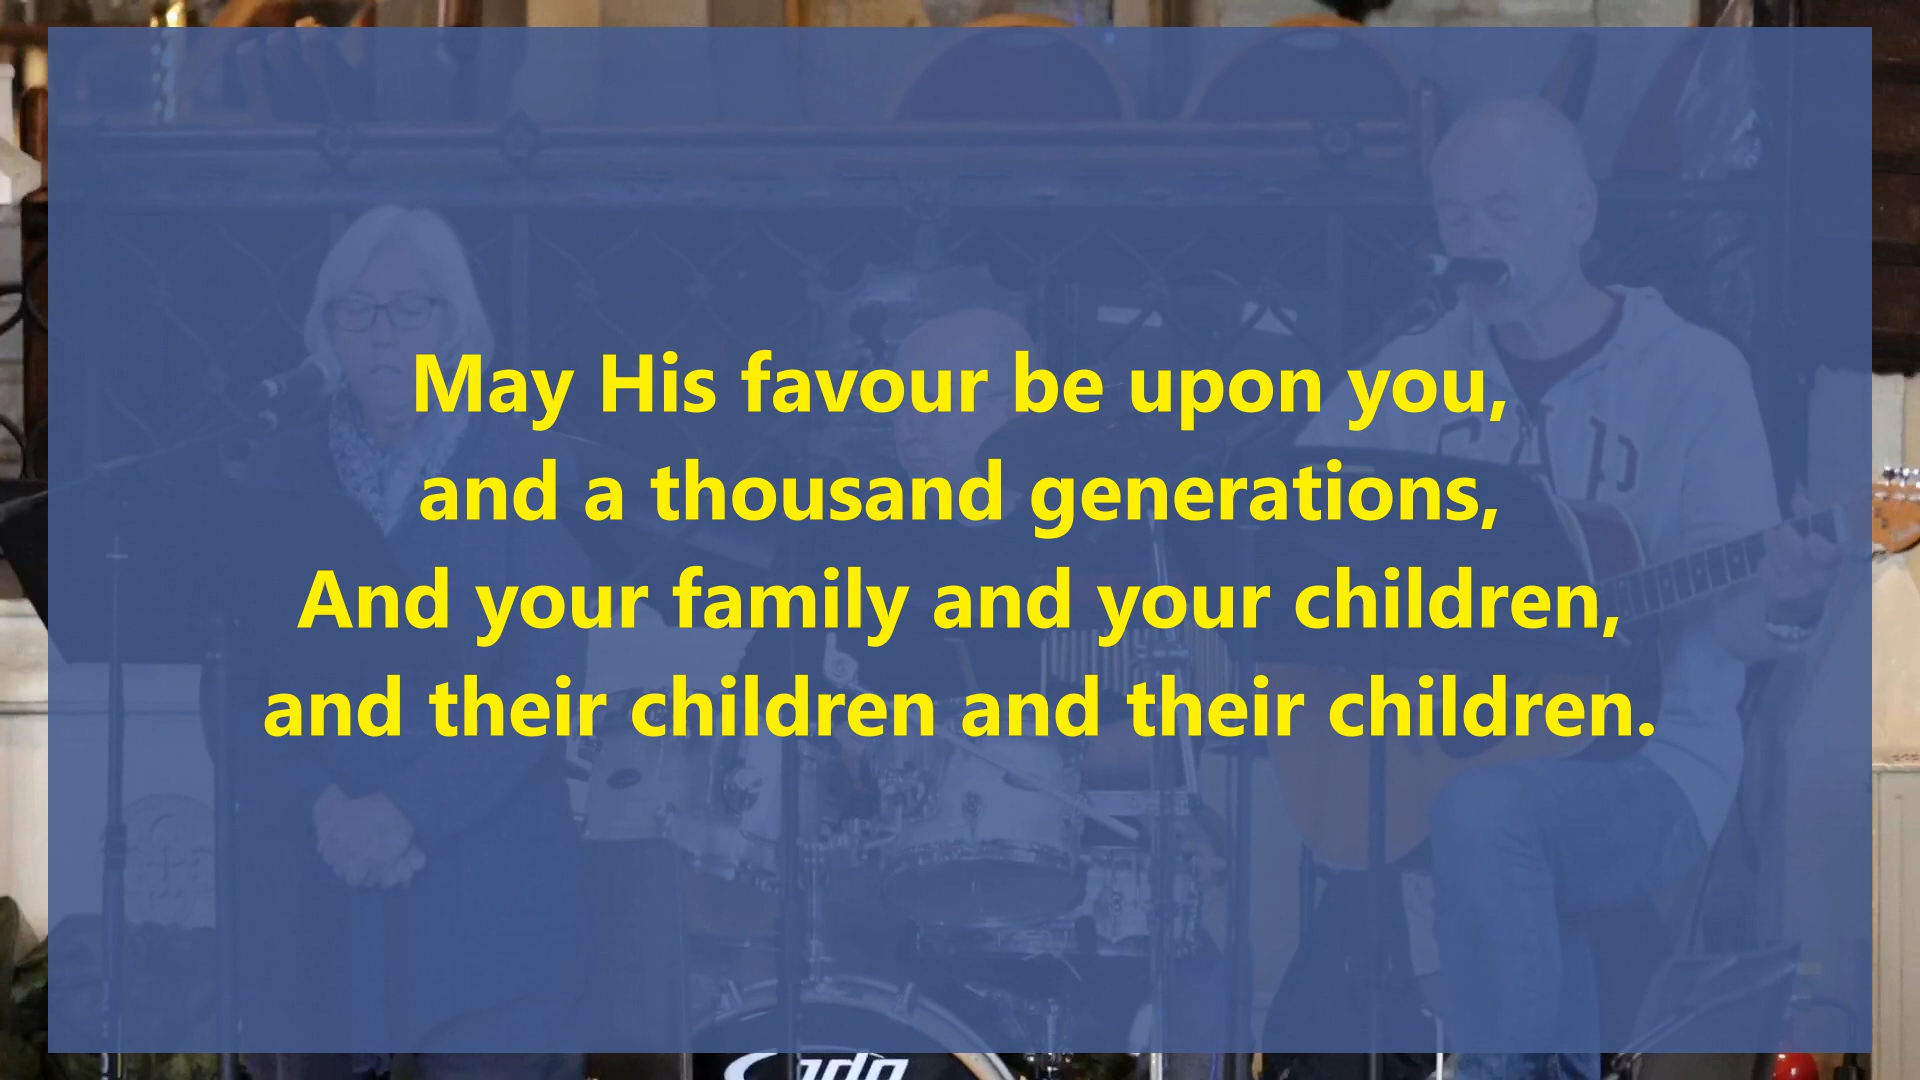 May His favour be upon you,
and a thousand generations,
And your family and your children,
and their children and their children.
GAP